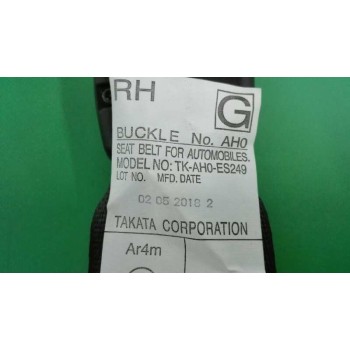 RH
G
BUCKLE No. AH0
SEAT BELT FOR AUTOMOBILES.
MODEL NO: TK-AH0-ES249
LOT NO. MFD. DATE
02 05 2018 2
TAKATA CORPORATION
Ar4m